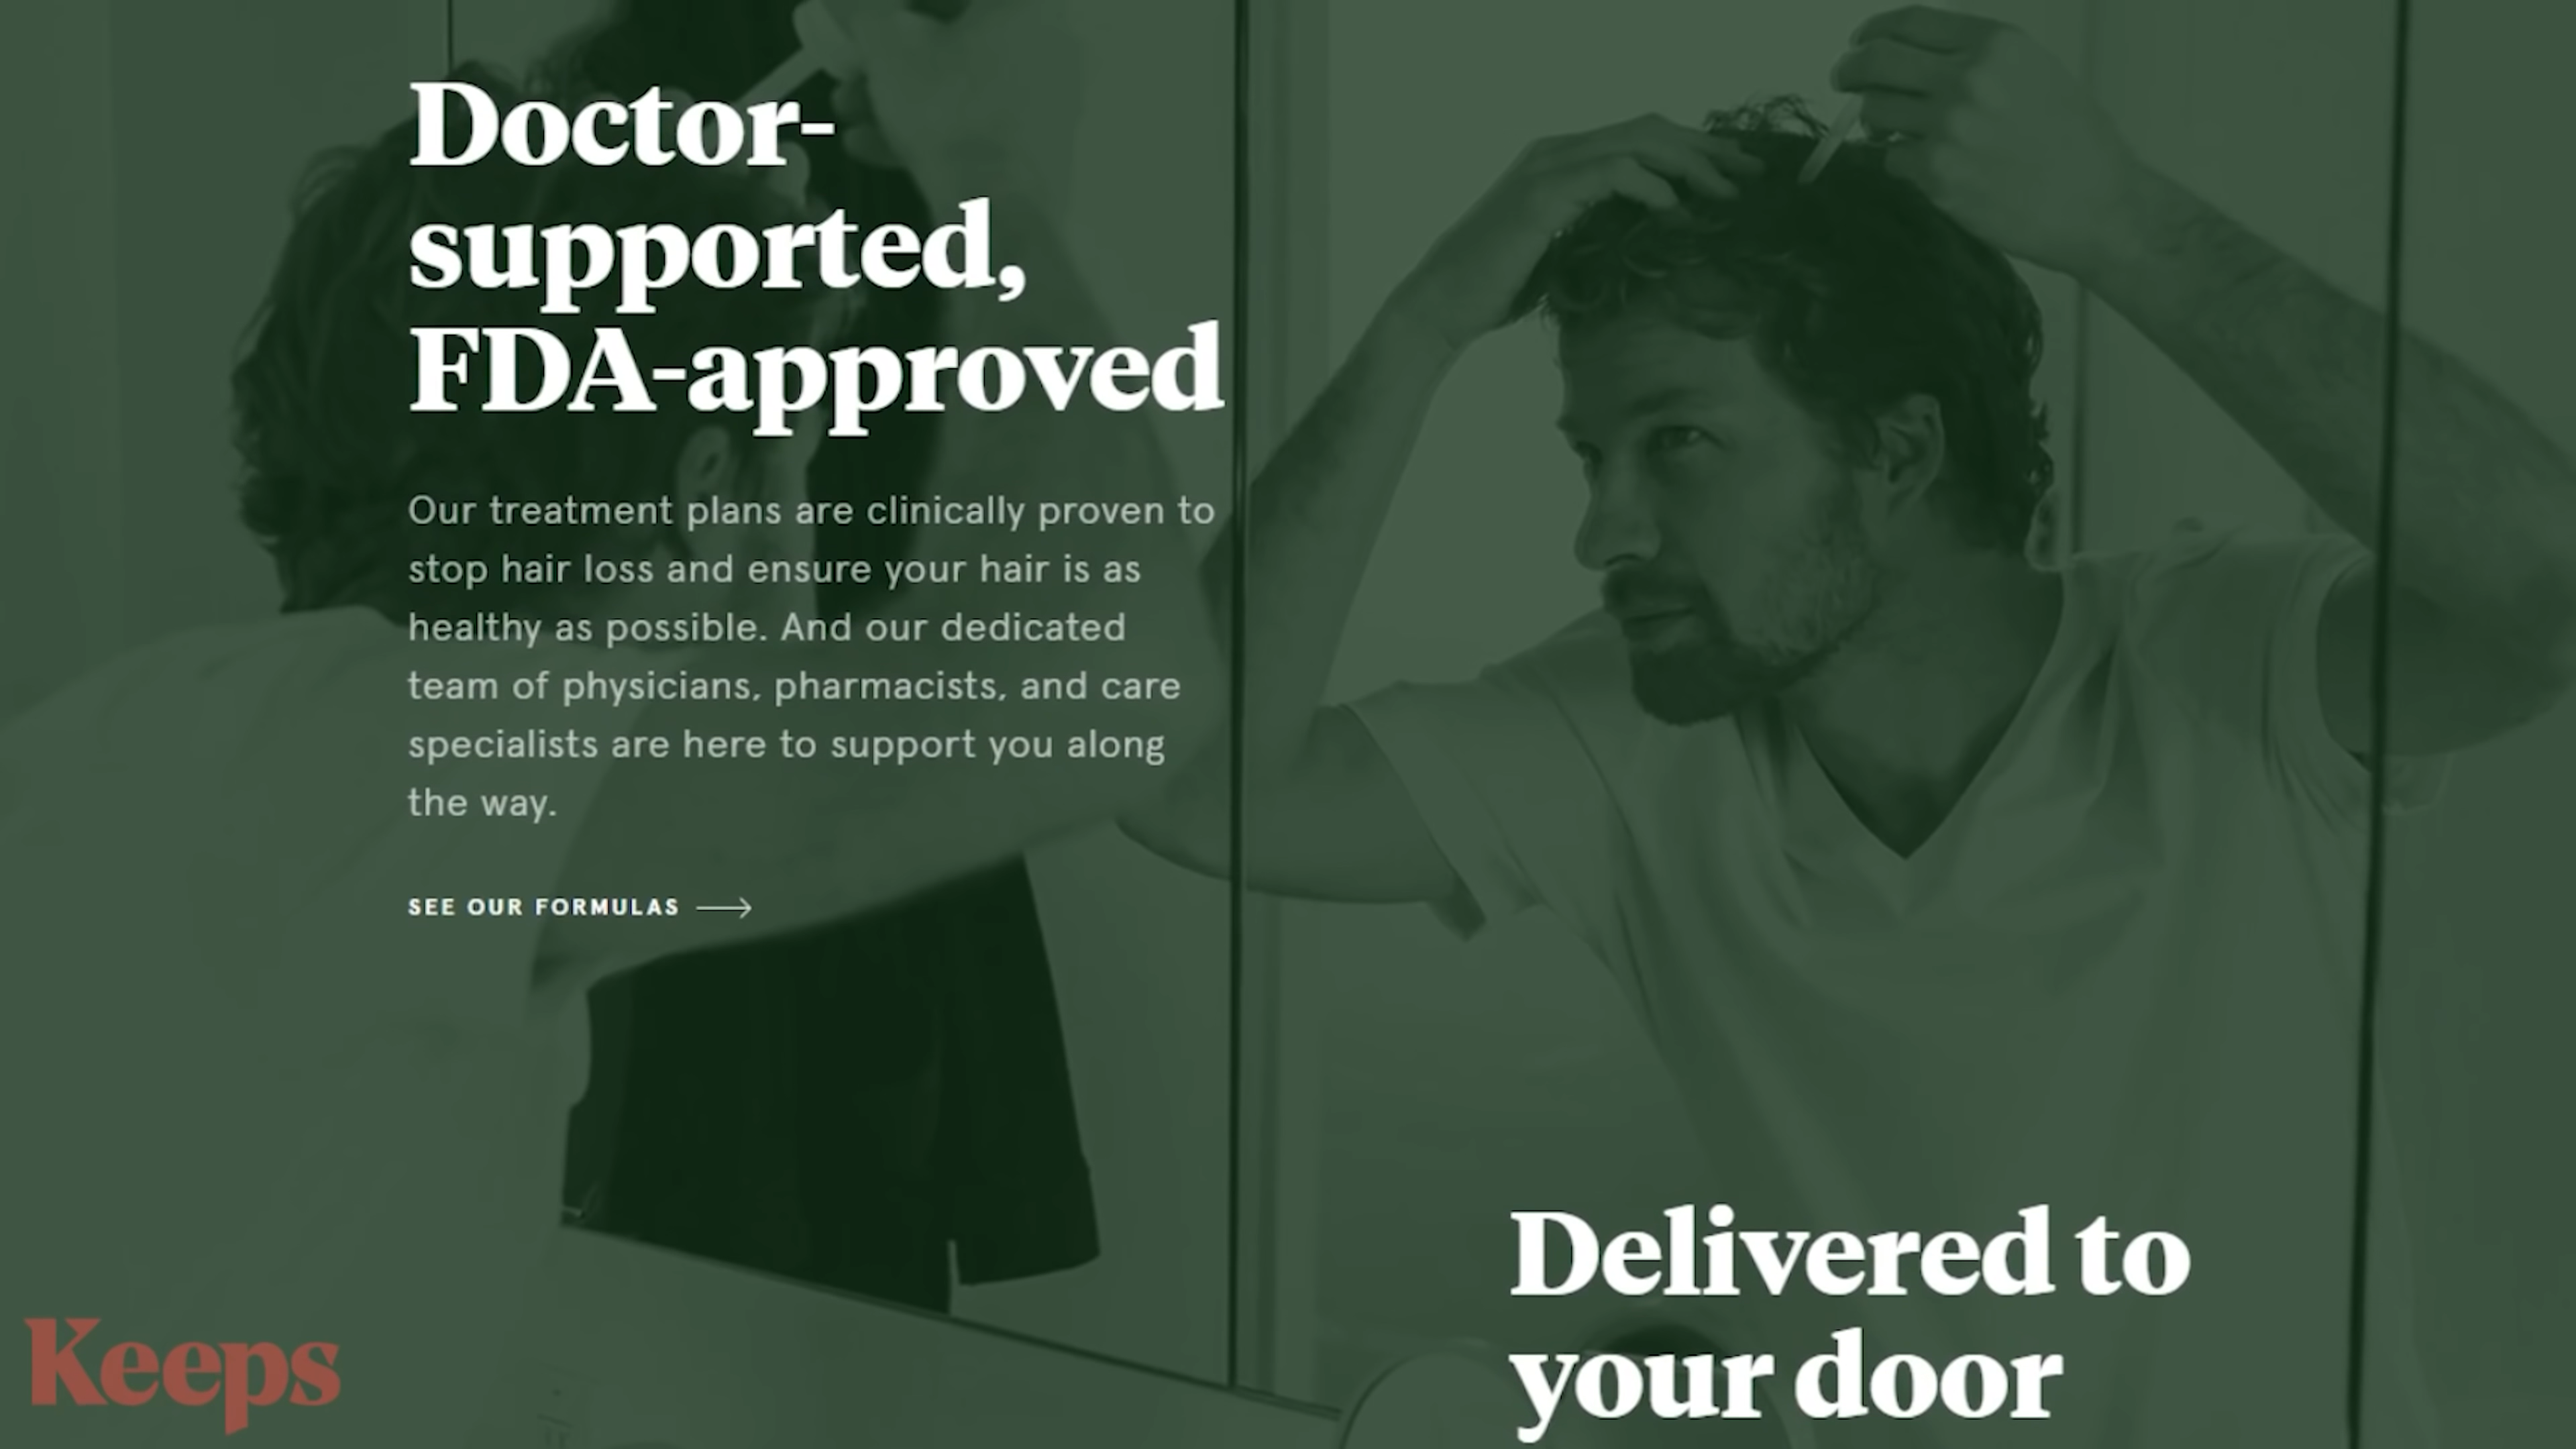 Doctor-
supported,
FDA-approved
Our treatment plans are clinically proven to
stop hair loss and ensure your hair is as
healthy as possible. And our dedicated
team of physicians, pharmacists, and care
specialists are here to support you along
the way.
SEE OUR FORMULAS
Delivered to
your door
Keeps